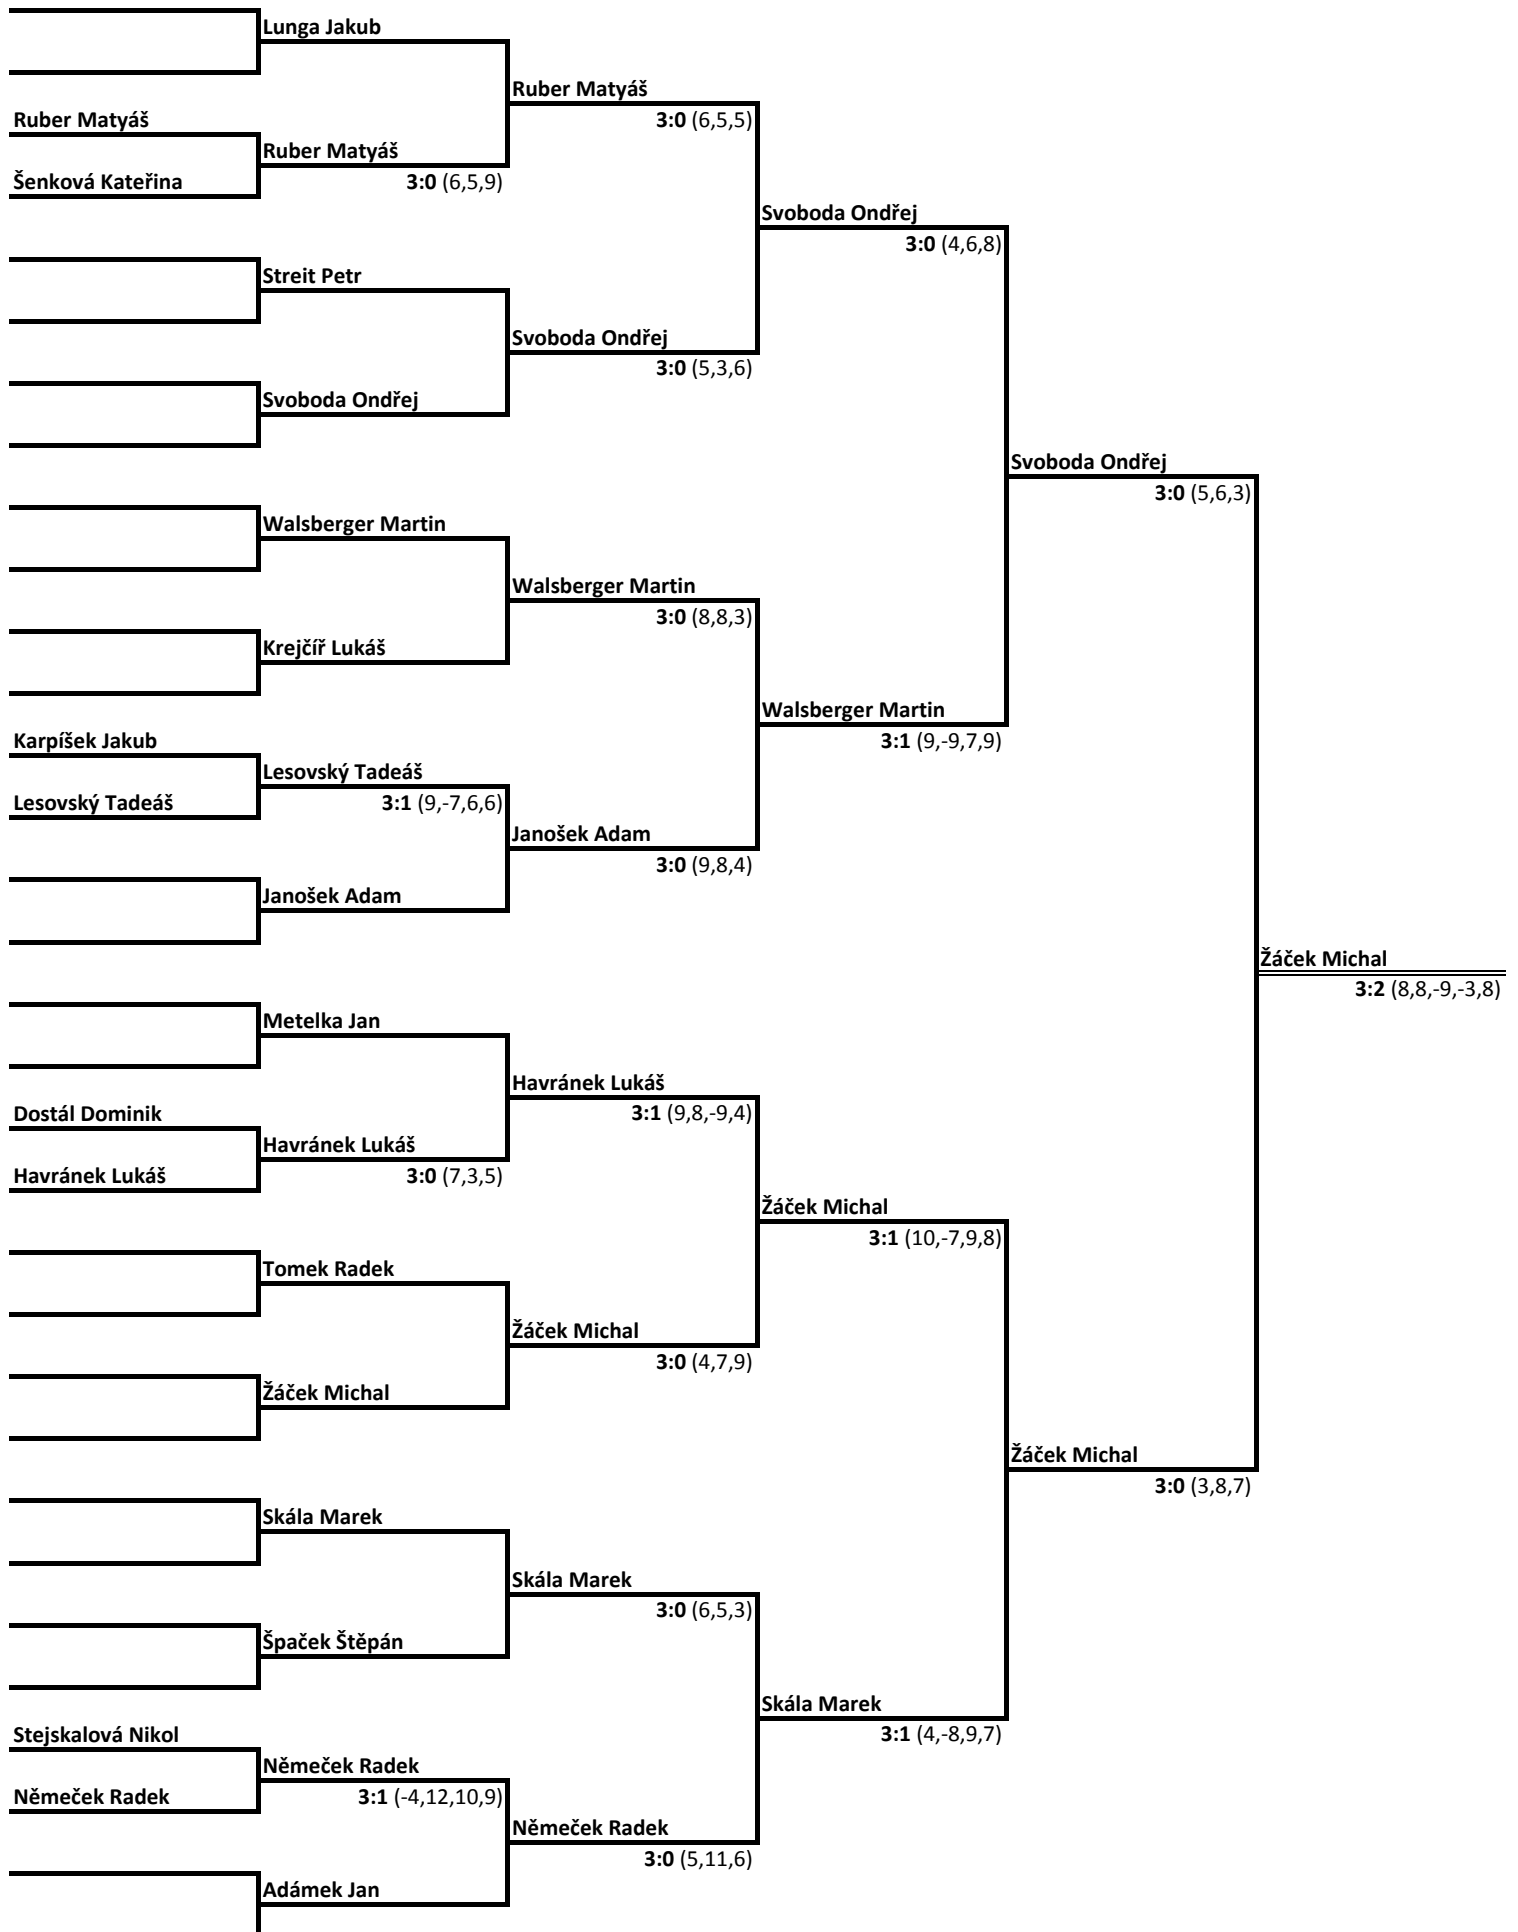 Lunga Jakub
Ruber Matyáš
Ruber Matyáš
3:0 (6,5,5)
Ruber Matyáš
Šenková Kateřina
3:0 (6,5,9)
Svoboda Ondřej
3:0 (4,6,8)
Streit Petr
Svoboda Ondřej
3:0 (5,3,6)
Svoboda Ondřej
Svoboda Ondřej
3:0 (5,6,3)
Walsberger Martin
Walsberger Martin
3:0 (8,8,3)
Krejčíř Lukáš
Walsberger Martin
3:1 (9,-9,7,9)
Karpíšek Jakub
Lesovský Tadeáš
Lesovský Tadeáš
3:1 (9,-7,6,6)
Janošek Adam
3:0 (9,8,4)
Janošek Adam
Žáček Michal
3:2 (8,8,-9,-3,8)
Metelka Jan
Havránek Lukáš
3:1 (9,8,-9,4)
Dostál Dominik
Havránek Lukáš
Havránek Lukáš
3:0 (7,3,5)
Žáček Michal
3:1 (10,-7,9,8)
Tomek Radek
Žáček Michal
3:0 (4,7,9)
Žáček Michal
Žáček Michal
3:0 (3,8,7)
Skála Marek
Skála Marek
3:0 (6,5,3)
Špaček Štěpán
Skála Marek
3:1 (4,-8,9,7)
Stejskalová Nikol
Němeček Radek
Němeček Radek
3:1 (-4,12,10,9)
Němeček Radek
3:0 (5,11,6)
Adámek Jan